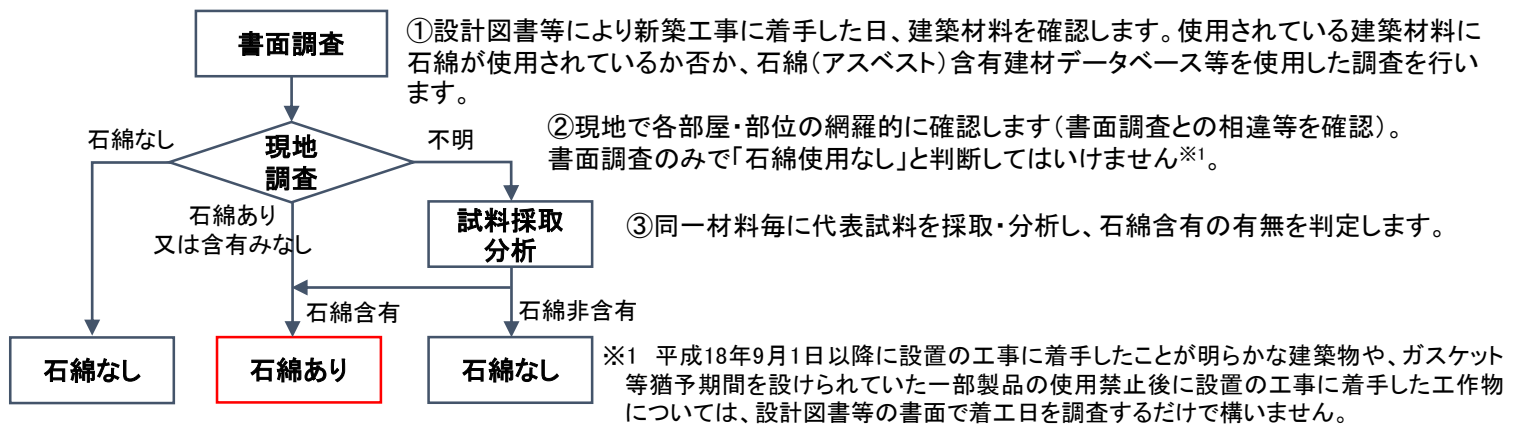 書面調査
①設計図書等により新築工事に着手した日、建築材料を確認します。使用されている建築材料に
石綿が使用されているか否か、石綿(アスベスト)含有建材データベース等を使用した調査を行い
ます。
石綿なし
現地
調査
不明
②現地で各部屋・部位の網羅的に確認します(書面調査との相違等を確認)。
書面調査のみで「石綿使用なし」と判断してはいけません※1。
石綿あり
又は含有みなし
試料採取
分析
③同一材料毎に代表試料を採取・分析し、石綿含有の有無を判定します。
石綿含有
石綿非含有
石綿なし
石綿あり
石綿なし
※1 平成18年9月1日以降に設置の工事に着手したことが明らかな建築物や、ガスケット
等猶予期間を設けられていた一部製品の使用禁止後に設置の工事に着手した工作物
については、設計図書等の書面で着工日を調査するだけで構いません。